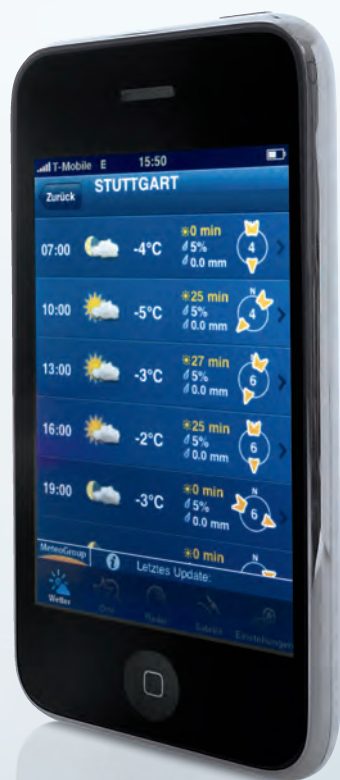 T-Mobile E 15:50
Zurück STUTTGART
07:00 -4°C 0 min 5% 0.0 mm 4
N
10:00 -5°C 25 min 5% 0.0 mm 4
N
13:00 -3°C 27 min 5% 0.0 mm 6
N
16:00 -2°C 25 min 5% 0.0 mm 6
N
19:00 -3°C 0 min 5% 0.0 mm 6
0 min N
MeteoGroup i Letztes Update:
Wetter Radar Satellit Einstellungen